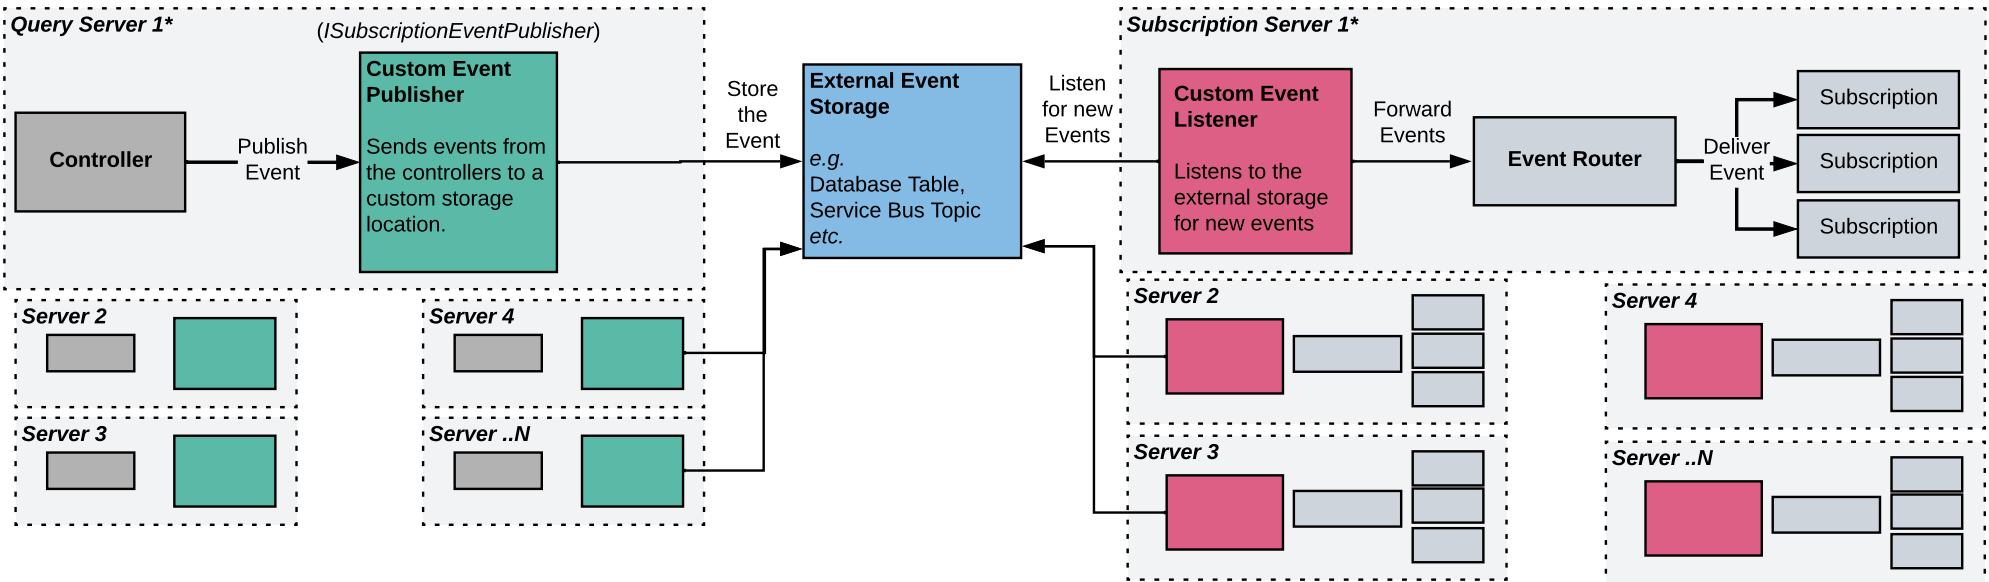 Query Server 1*
(ISubscriptionEventPublisher)
Controller
Publish
Event
Custom Event
Publisher
Sends events from
the controllers to a
custom storage
location.
Store
the
Event
External Event
Storage
e.g.
Database Table,
Service Bus Topic
etc.
Listen
for new
Events
Subscription Server 1*
Custom Event
Listener
Listens to the
external storage
for new events
Forward
Events
Event Router
Deliver
Event
Subscription
Subscription
Subscription
Server 2
Server 4
Server 3
Server ..N
Server 2
Server 4
Server 3
Server ..N